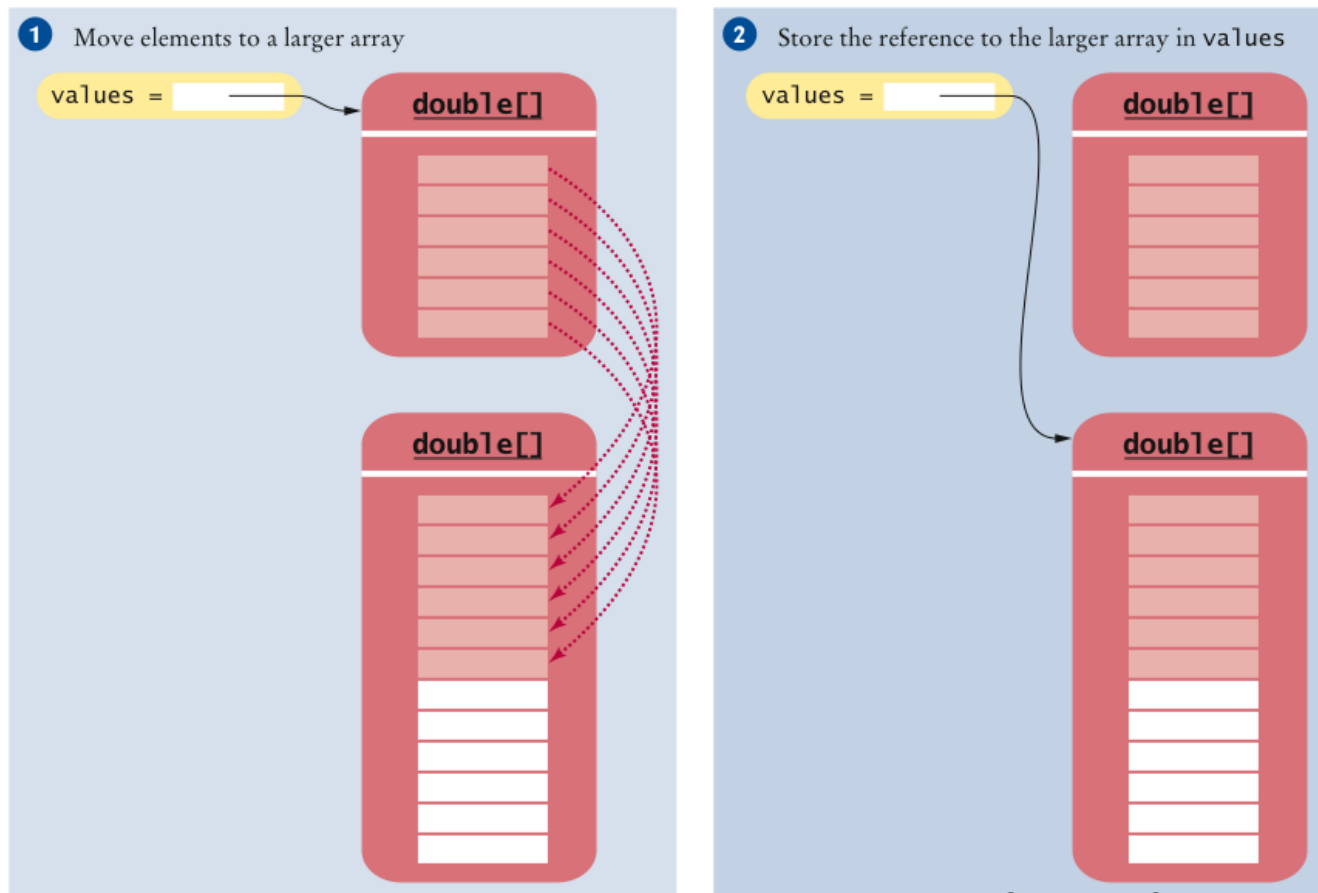 1 Move elements to a larger array
values =
double[]
double[]
2 Store the reference to the larger array in values
values =
double[]
double[]